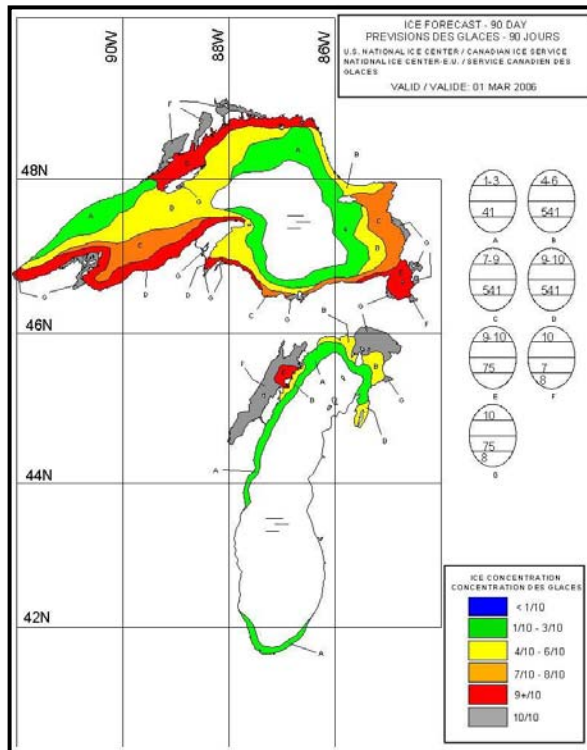 ICE FORECAST - 90 DAY
PREVISIONS DES GLACES - 90 JOURS
U.S. NATIONAL ICE CENTER / CANADIAN ICE SERVICE
NATIONAL ICE CENTER-E.U. / SERVICE CANADIEN DES
GLACES
VALID / VALIDE: 01 MAR 2006
90W
88W
86W
48N
46N
44N
42N
1-3
41
A
4-6
541
B
7-9
541
C
9-10
541
D
9-10
75
E
10
7
8
F
10
75
8
G
ICE CONCENTRATION
CONCENTRATION DES GLACES
< 1/10
1/10 - 3/10
4/10 - 6/10
7/10 - 8/10
9+/10
10/10
F
A
B
G
D
C
A
G
D
D
G
C
G
B
G
F
F
A
B
G
D
A
A